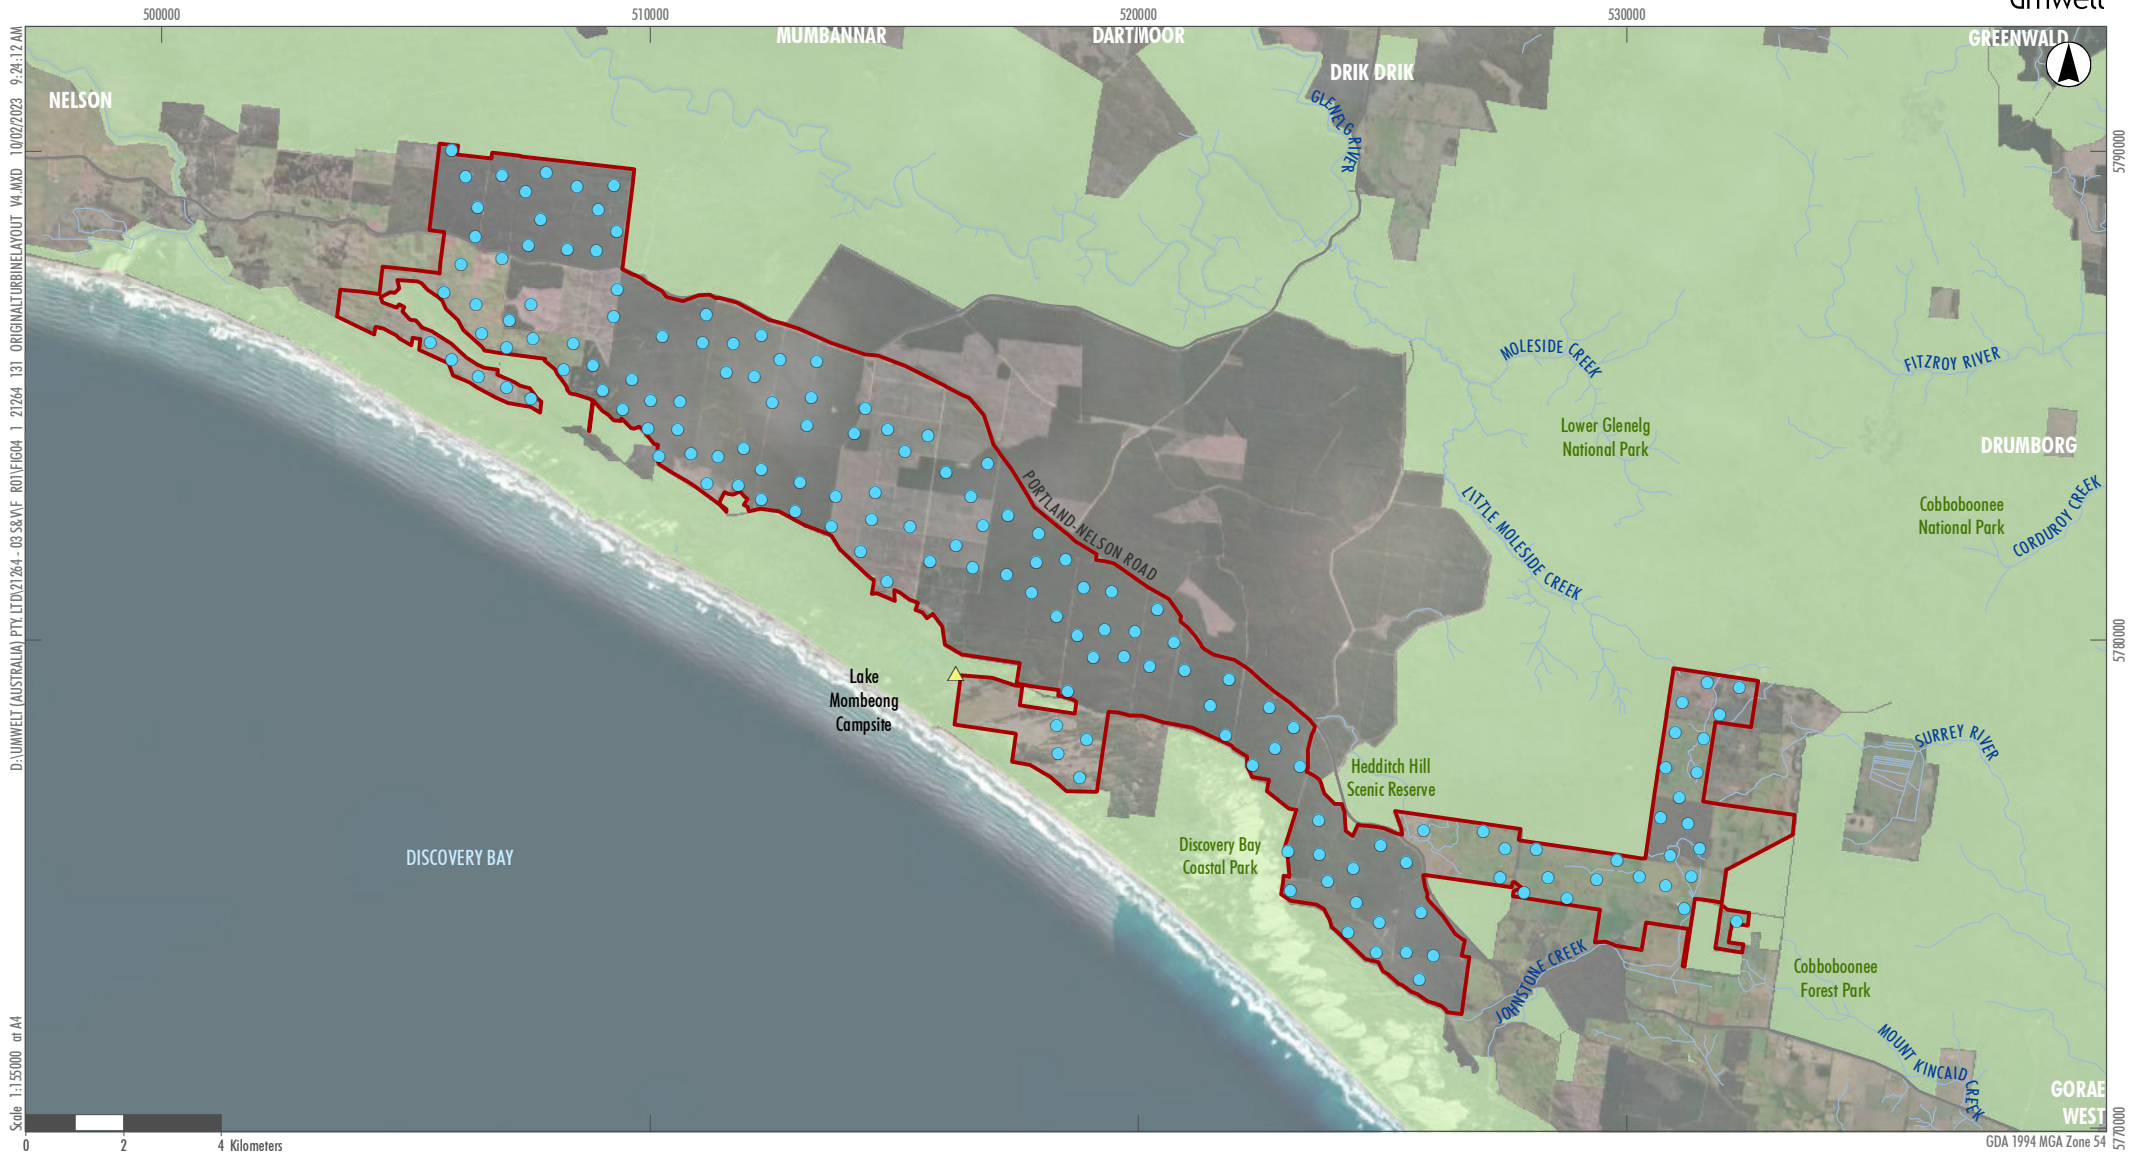 Umwell
500000
510000
520000
530000
MUMBANNAR
DARTMOOR
GREENWALD
DRIK DRIK
NELSON
GLENELG RIVER
5790000
MOLESIDE CREEK
FITZROY RIVER
Lower Glenelg
National Park
DRUMBORG
PORTLAND-NELSON ROAD
LITTLE MOLESIDE CREEK
Cobboboonee
National Park
CORDUROY CREEK
5780000
Lake
Mombeong
Campsite
SURREY RIVER
Hedditch Hill
Scenic Reserve
Discovery Bay
Coastal Park
DISCOVERY BAY
JOHNSTONE CREEK
Cobboboonee
Forest Park
MOUNT KINCAID CREEK
GORAE
WEST
5770000
D:\UMWELT (AUSTRALIA) PTY. LTD\21264 - 03 S&V\F R01\FIG04 1 21264 131 ORIGINALTURBINELAYOUT V4.MXD 10/02/2023 9:24:12 AM
Scale 1:155000 at A4
0 2 4 Kilometers
GDA 1994 MGA Zone 54